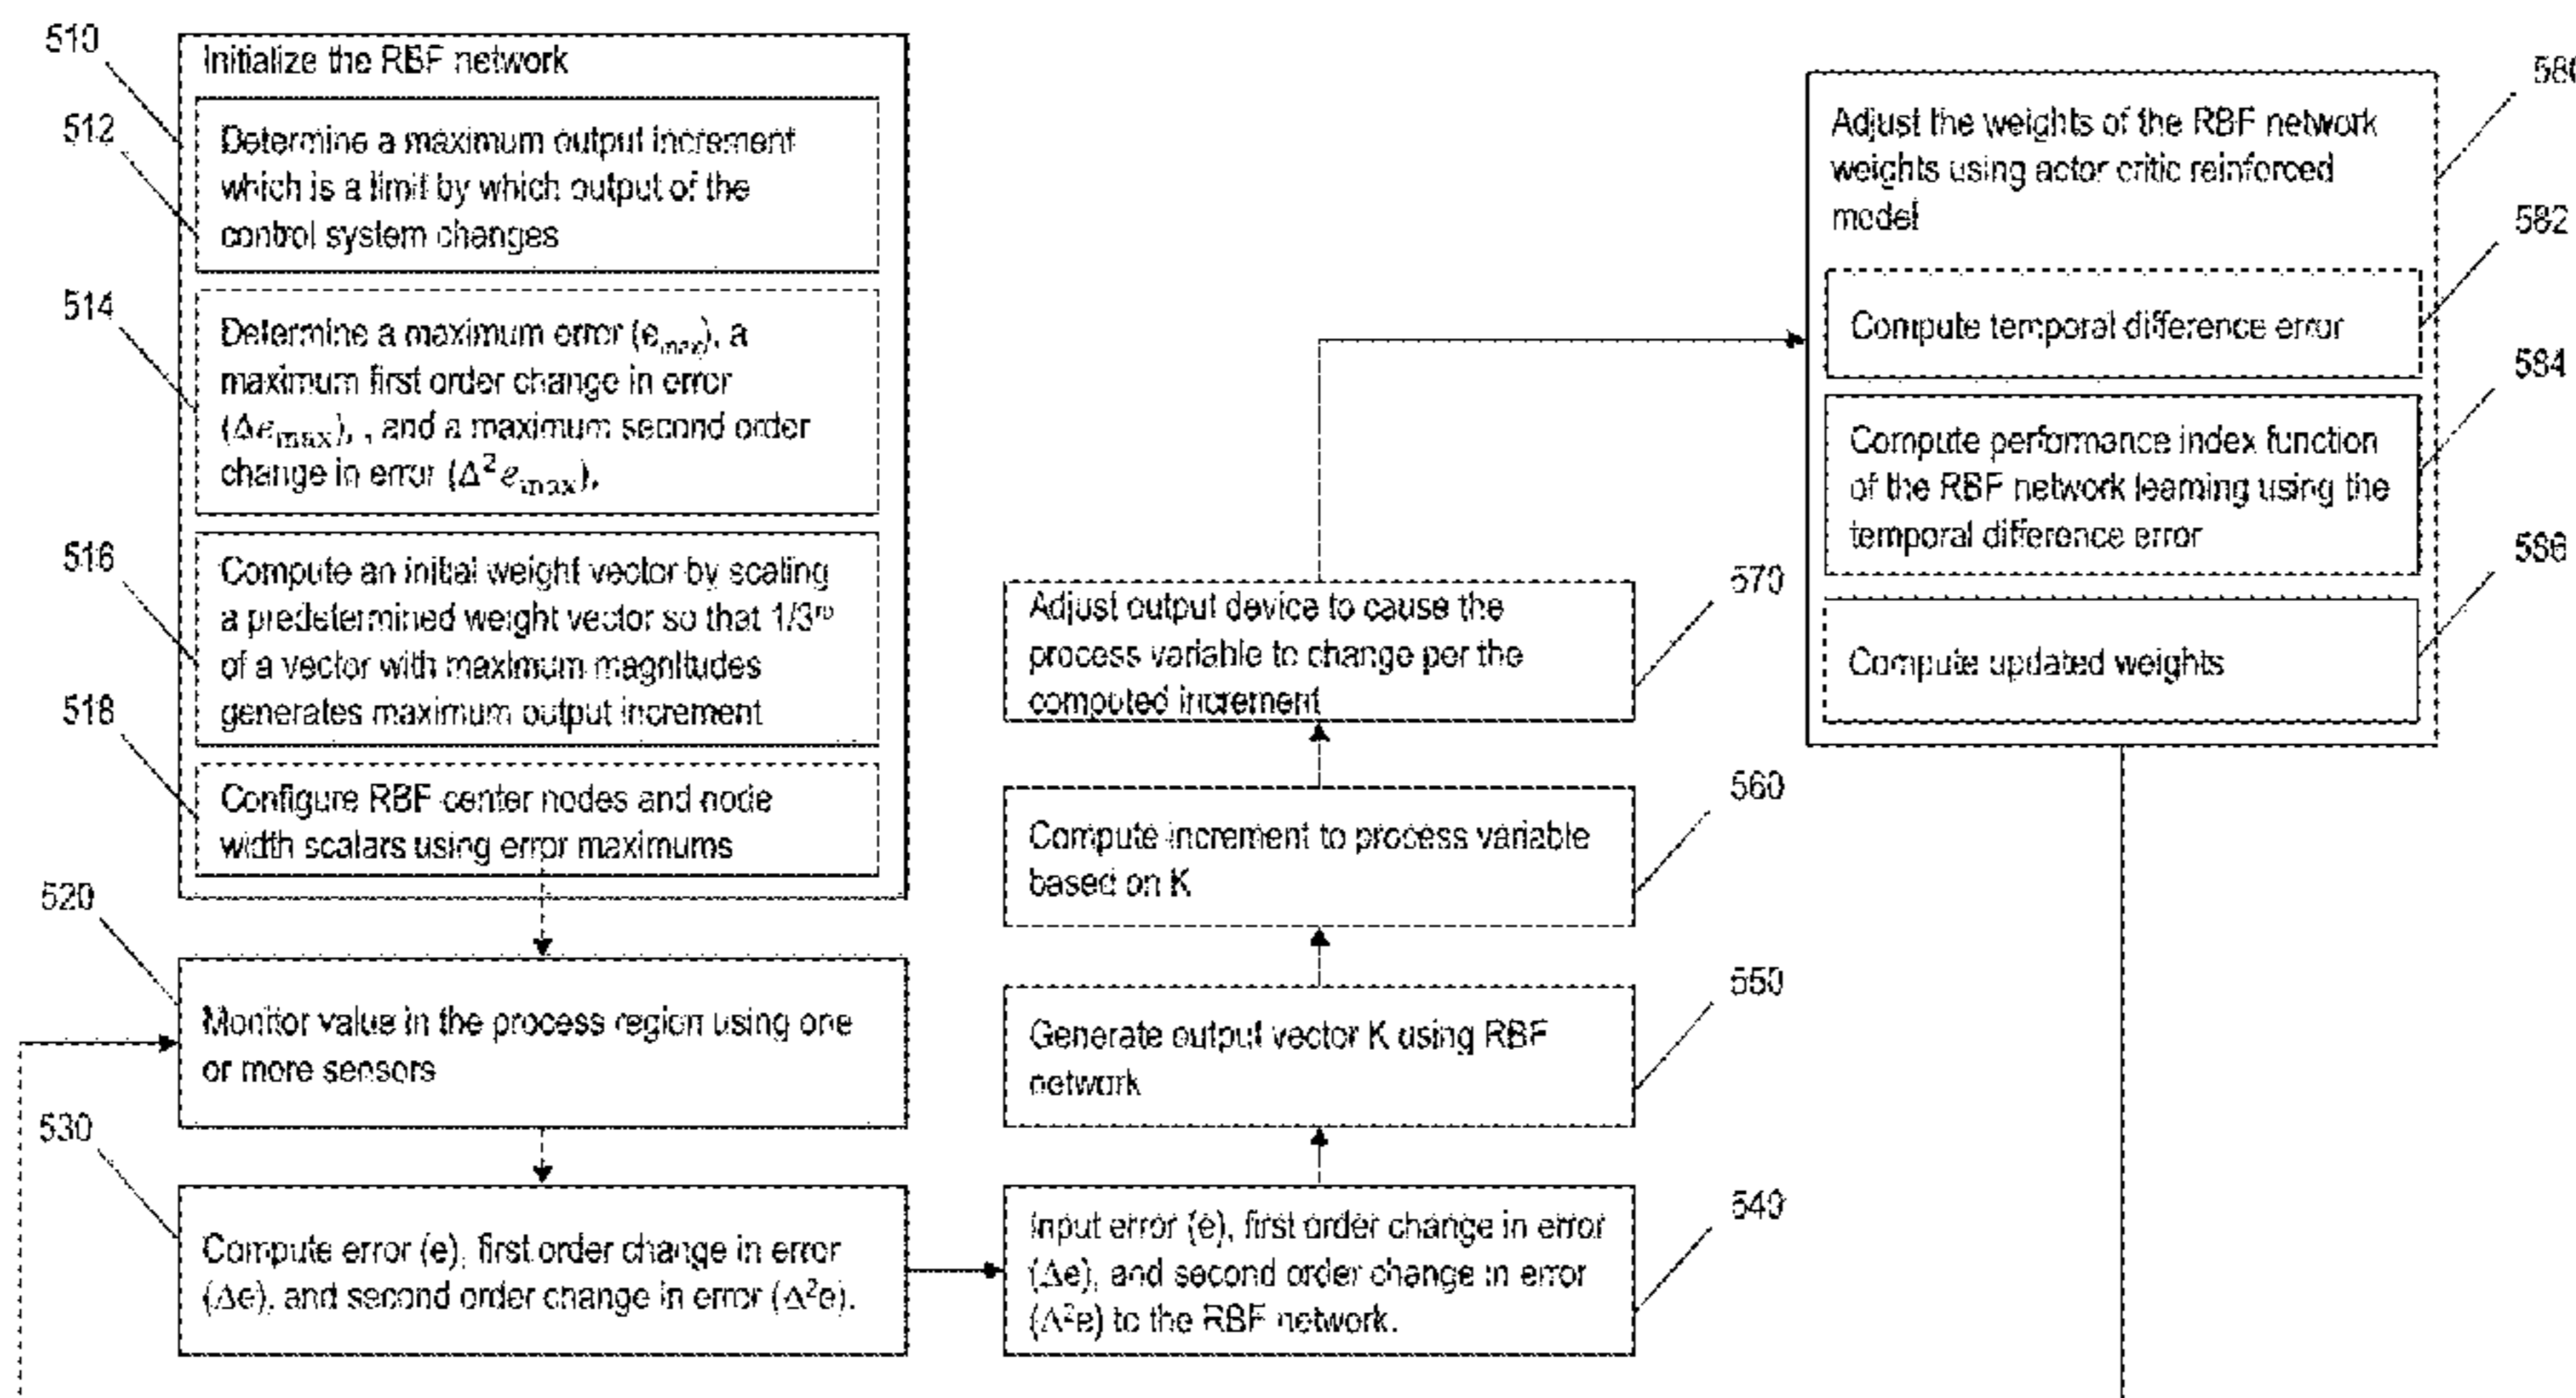 510
Initialize the RBF network
512
Determine a maximum output increment
which is a limit by which output of the
control system changes
514
Determine a maximum error (eₘₐₓ), a
maximum first order change in error
(Δeₘₐₓ), , and a maximum second order
change in error (Δ²eₘₐₓ),
516
Compute an initial weight vector by scaling
a predetermined weight vector so that 1/3ʳᵈ
of a vector with maximum magnitudes
generates maximum output increment
518
Configure RBF center nodes and node
width scalars using error maximums
520
Monitor value in the process region using one
or more sensors
530
Compute error (e), first order change in error
(Δe), and second order change in error (Δ²e).
540
Input error (e), first order change in error
(Δe), and second order change in error
(Δ²e) to the RBF network.
550
Generate output vector K using RBF
network
560
Compute increment to process variable
based on K
570
Adjust output device to cause the
process variable to change per the
computed increment
580
Adjust the weights of the RBF network
weights using actor critic reinforced
model
582
Compute temporal difference error
584
Compute performance index function
of the RBF network learning using the
temporal difference error
586
Compute updated weights